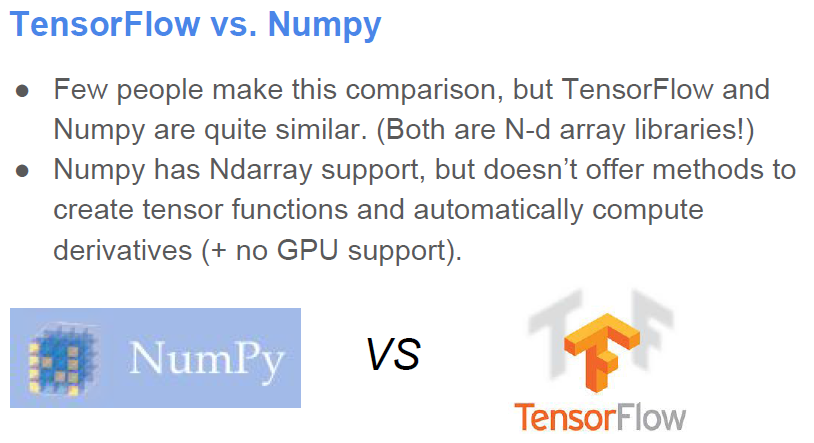 TensorFlow vs. Numpy
● Few people make this comparison, but TensorFlow and
Numpy are quite similar. (Both are N-d array libraries!)
● Numpy has Ndarray support, but doesn’t offer methods to
create tensor functions and automatically compute
derivatives (+ no GPU support).
NumPy
VS
TensorFlow